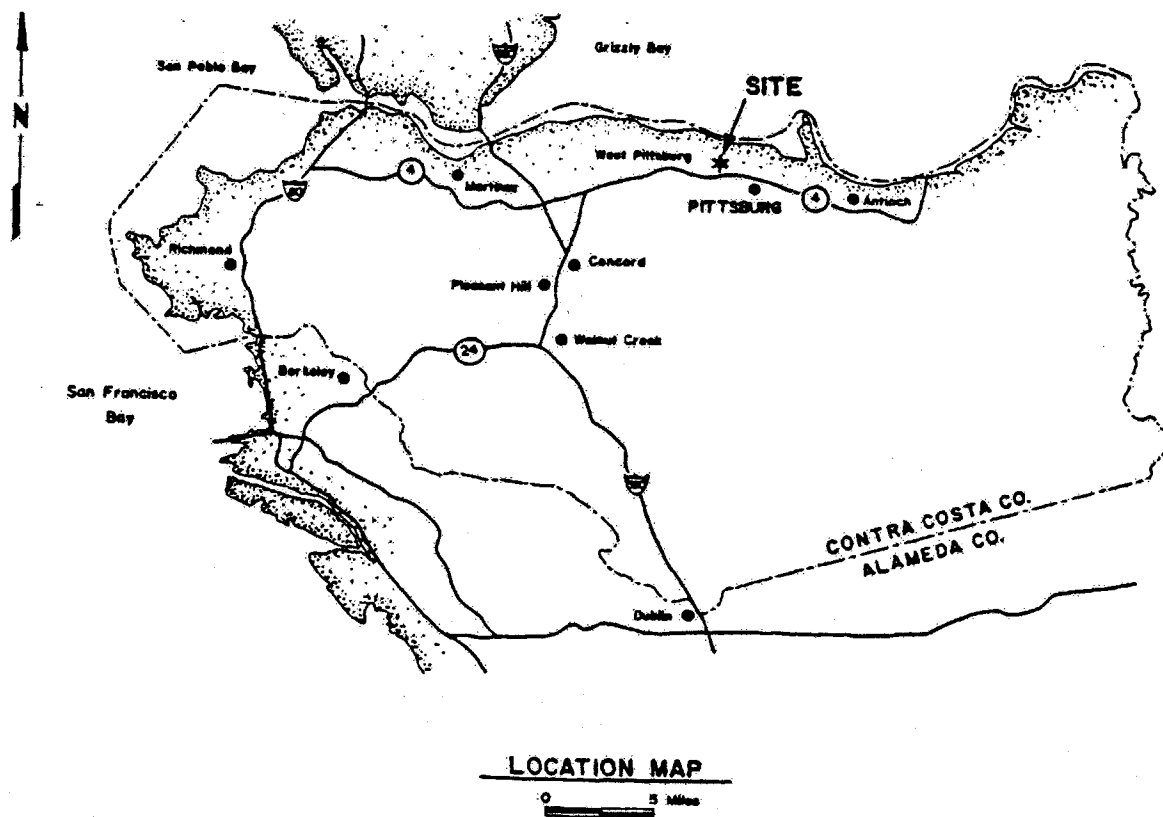 N
San Pablo Bay
Grizzly Bay
SITE
West Pittsburg
4
Martinez
PITTSBURG
4
Antioch
80
Richmond
Concord
Pleasant Hill
24
Walnut Creek
Berkeley
San Francisco
Bay
CONTRA COSTA CO.
ALAMEDA CO.
Dublin
LOCATION MAP
0 5 Miles